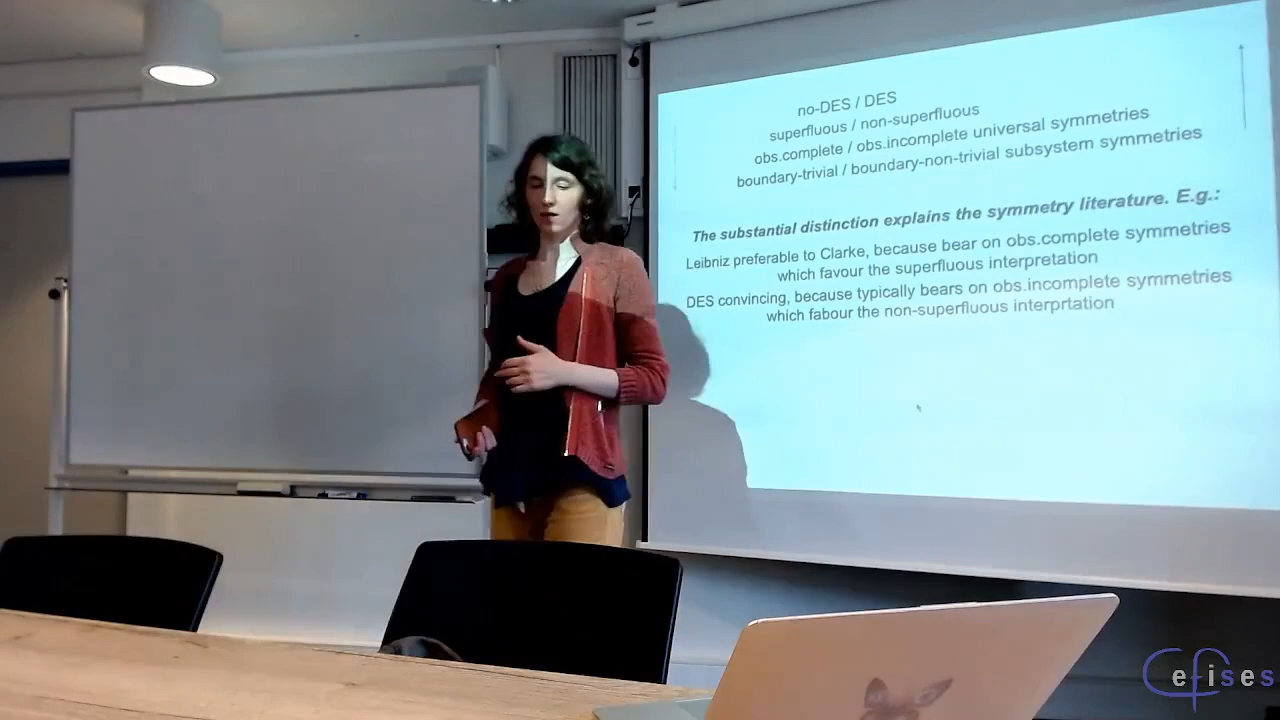 no-DES / DES
superfluous / non-superfluous
obs.complete / obs.incomplete universal symmetries
boundary-trivial / boundary-non-trivial subsystem symmetries
The substantial distinction explains the symmetry literature. E.g.:
Leibniz preferable to Clarke, because bear on obs.complete symmetries
which favour the superfluous interpretation
DES convincing, because typically bears on obs.incomplete symmetries
which fabour the non-superfluous interprtation
Cefises